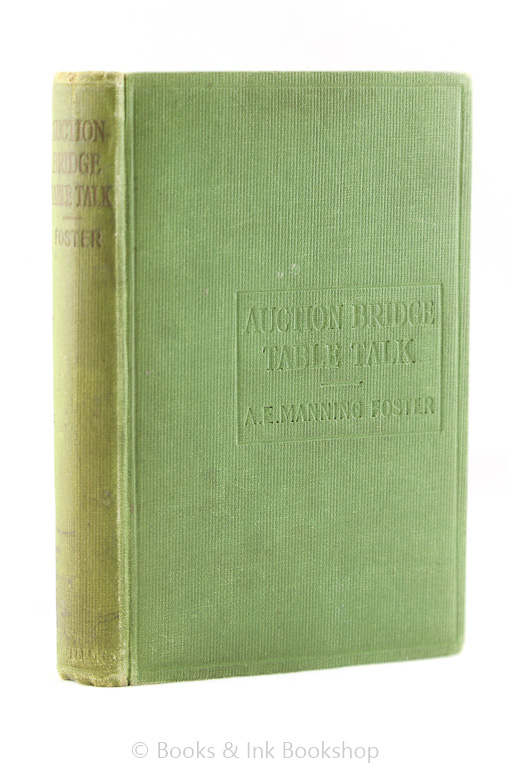 AUCTION
BRIDGE
TABLE TALK
FOSTER
AUCTION BRIDGE
TABLE TALK
A.E. MANNING FOSTER
© Books & Ink Bookshop